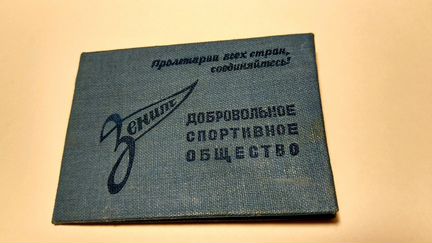 Пролетарии всех стран,
соединяйтесь!
Зенит
ДОБРОВОЛЬНОЕ
СПОРТИВНОЕ
ОБЩЕСТВО